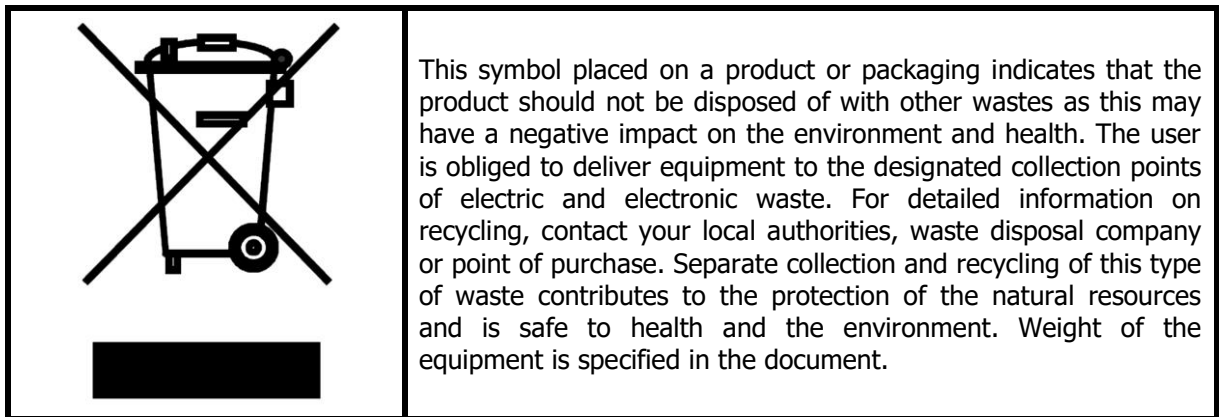 This symbol placed on a product or packaging indicates that the
product should not be disposed of with other wastes as this may
have a negative impact on the environment and health. The user
is obliged to deliver equipment to the designated collection points
of electric and electronic waste. For detailed information on
recycling, contact your local authorities, waste disposal company
or point of purchase. Separate collection and recycling of this type
of waste contributes to the protection of the natural resources
and is safe to health and the environment. Weight of the
equipment is specified in the document.